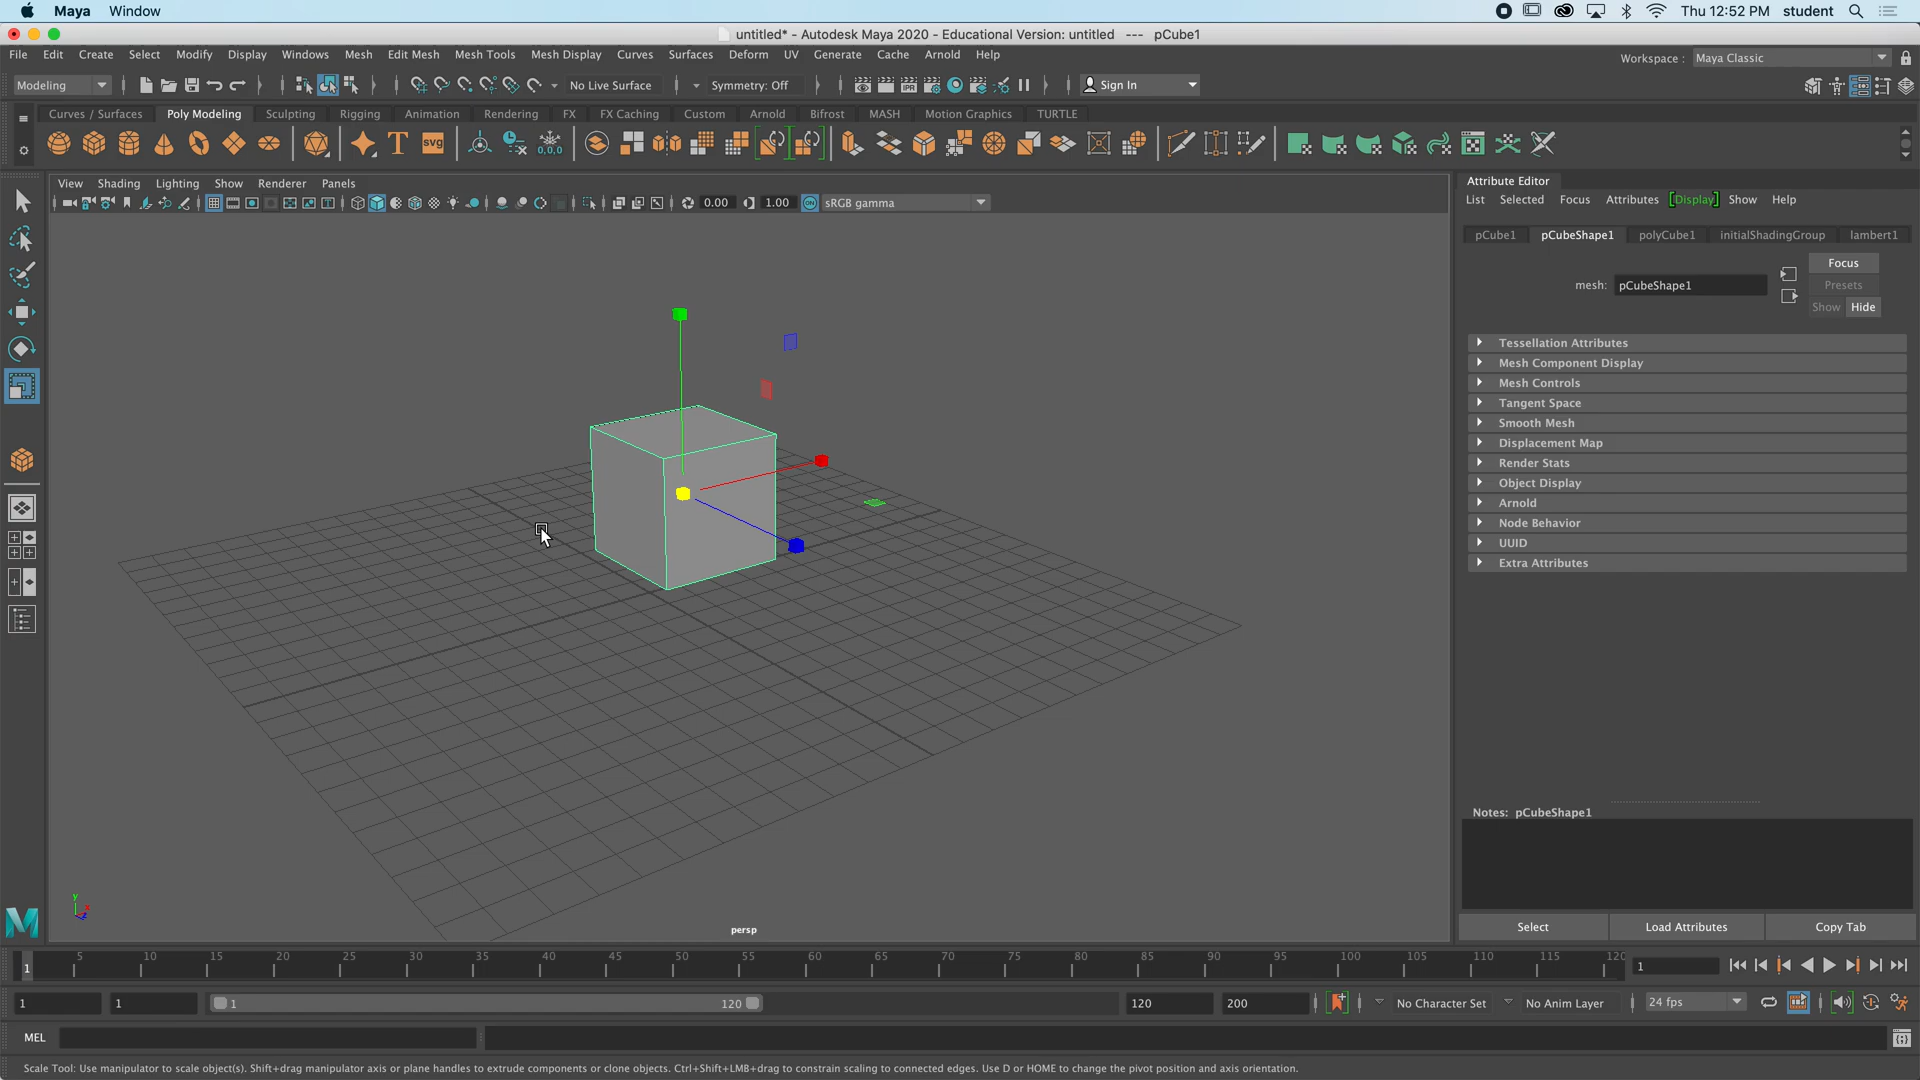 Maya Window Thu 12:52 PM student
untitled* - Autodesk Maya 2020 - Educational Version: untitled --- pCube1
File Edit Create Select Modify Display Windows Mesh Edit Mesh Mesh Tools Mesh Display Curves Surfaces Deform UV Generate Cache Arnold Help Workspace : Maya Classic
Modeling No Live Surface Symmetry: Off IPR Sign In
Curves / Surfaces Poly Modeling Sculpting Rigging Animation Rendering FX FX Caching Custom Arnold Bifrost MASH Motion Graphics TURTLE
T SVG 0,0,0
View Shading Lighting Show Renderer Panels
0.00 1.00 ON sRGB gamma
Attribute Editor
List Selected Focus Attributes [Display] Show Help
pCube1 pCubeShape1 polyCube1 initialShadingGroup lambert1
Focus
mesh: pCubeShape1 Presets
Show Hide
Tessellation Attributes
Mesh Component Display
Mesh Controls
Tangent Space
Smooth Mesh
Displacement Map
Render Stats
Object Display
Arnold
Node Behavior
UUID
Extra Attributes
Notes: pCubeShape1
Select Load Attributes Copy Tab
y x
persp
1 5 10 15 20 25 30 35 40 45 50 55 60 65 70 75 80 85 90 95 100 105 110 115 120 1
1 1 1 120 120 200 No Character Set No Anim Layer 24 fps
MEL
Scale Tool: Use manipulator to scale object(s). Shift+drag manipulator axis or plane handles to extrude components or clone objects. Ctrl+Shift+LMB+drag to constrain scaling to connected edges. Use D or HOME to change the pivot position and axis orientation.